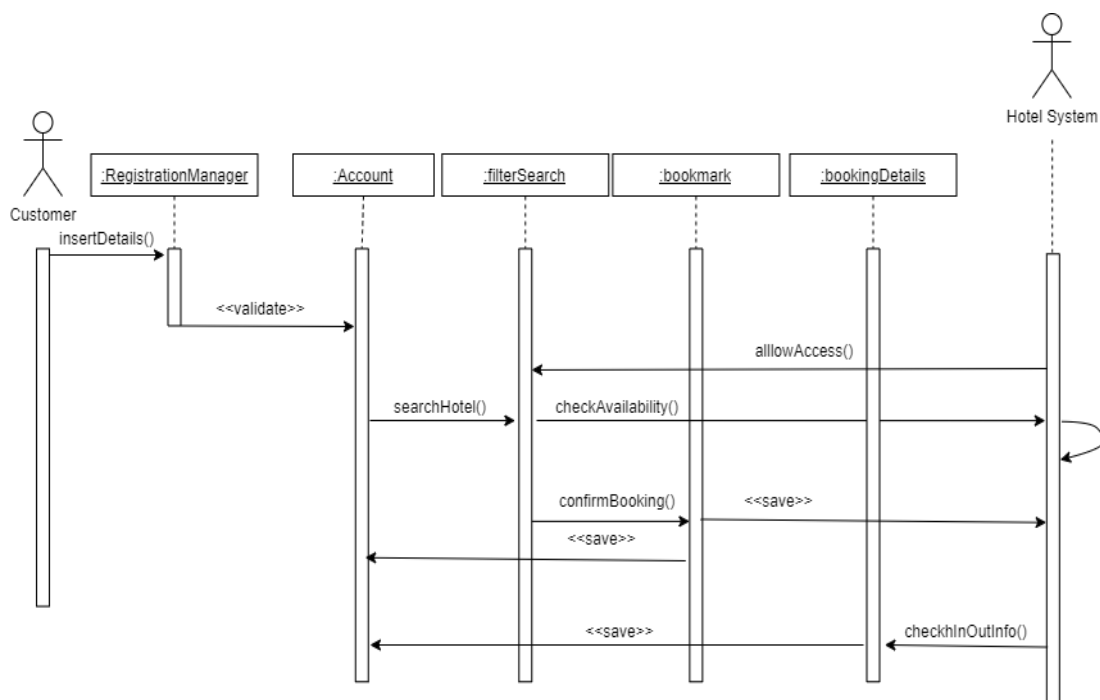 Hotel System
:RegistrationManager
:Account
:filterSearch
:bookmark
:bookingDetails
Customer
insertDetails()
<<validate>>
alllowAccess()
searchHotel()
checkAvailability()
confirmBooking()
<<save>>
<<save>>
<<save>>
checkhInOutInfo()